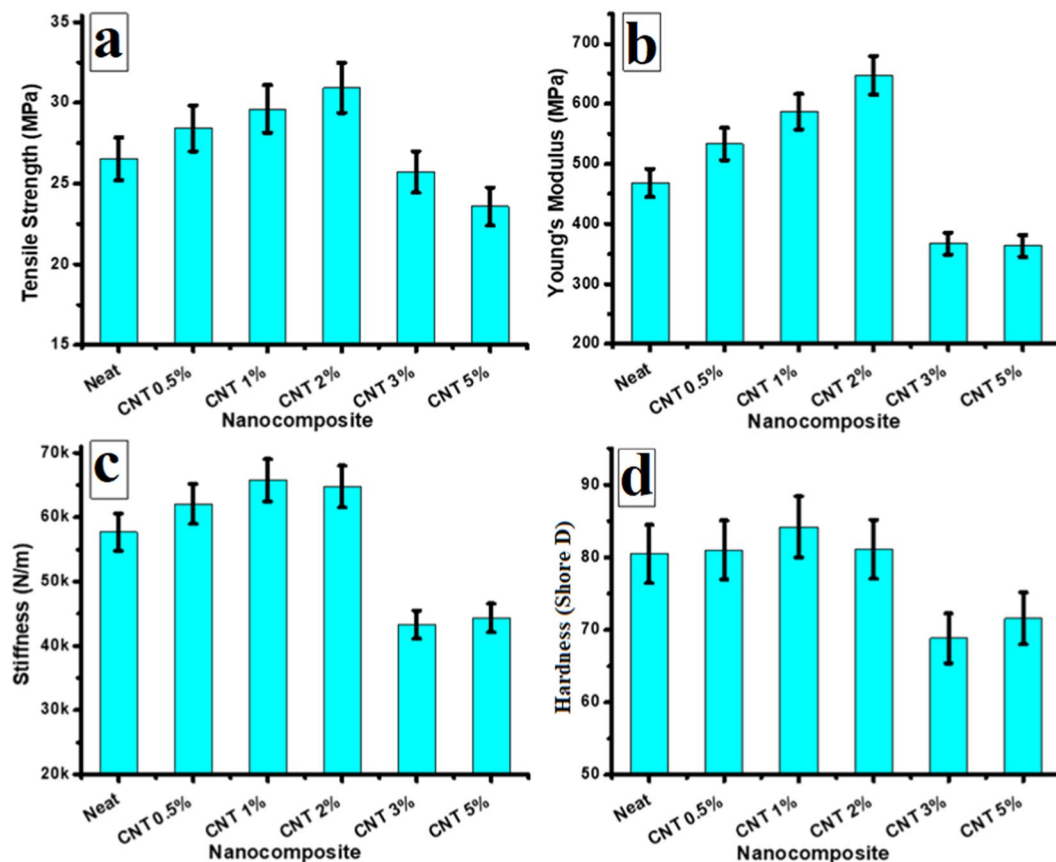 a
Tensile Strength (MPa)
35
30
25
20
15
Neat
CNT 0.5%
CNT 1%
CNT 2%
CNT 3%
CNT 5%
Nanocomposite
b
Young's Modulus (MPa)
700
600
500
400
300
200
Neat
CNT 0.5%
CNT 1%
CNT 2%
CNT 3%
CNT 5%
Nanocomposite
c
Stiffness (N/m)
70k
60k
50k
40k
30k
20k
Neat
CNT 0.5%
CNT 1%
CNT 2%
CNT 3%
CNT 5%
Nanocomposite
d
Hardness (Shore D)
90
80
70
60
50
Neat
CNT 0.5%
CNT 1%
CNT 2%
CNT 3%
CNT 5%
Nanocomposite